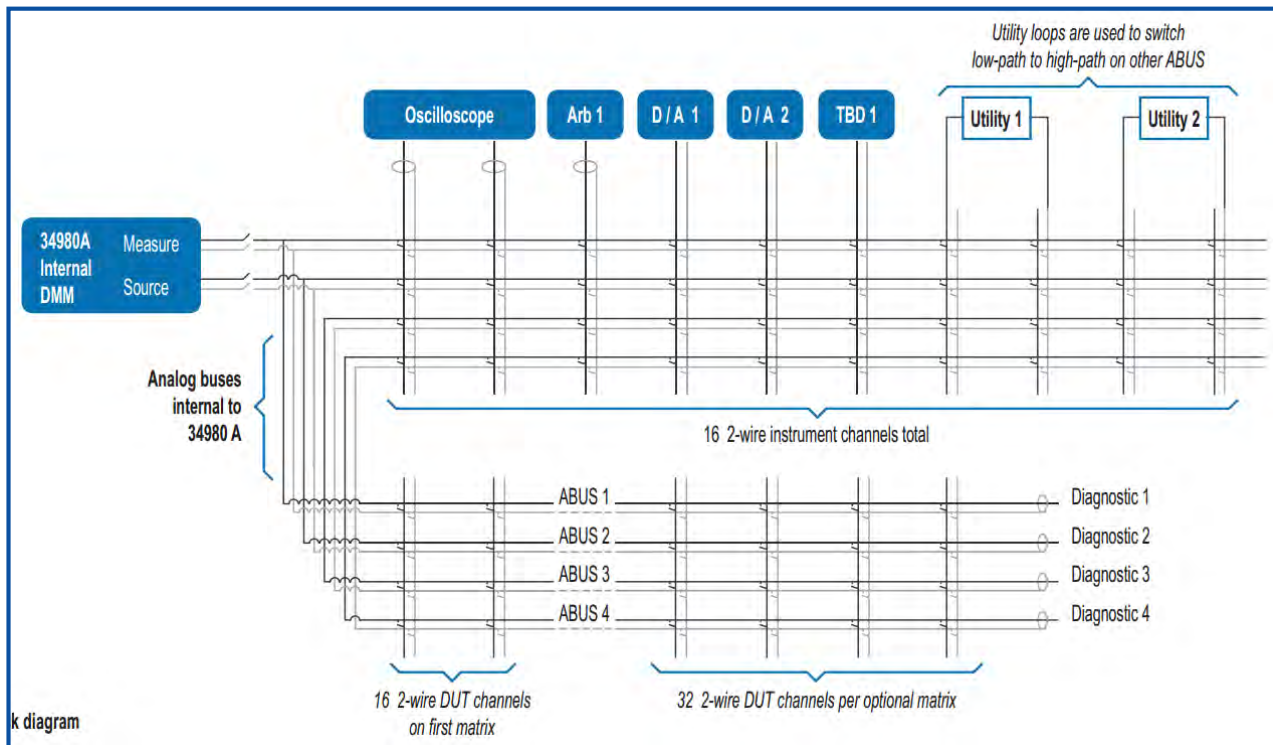 Utility loops are used to switch
low-path to high-path on other ABUS
Oscilloscope
Arb 1
D / A 1
D / A 2
TBD 1
Utility 1
Utility 2
34980A
Internal
DMM
Measure
Source
Analog buses
internal to
34980 A
16 2-wire instrument channels total
ABUS 1
Diagnostic 1
ABUS 2
Diagnostic 2
ABUS 3
Diagnostic 3
ABUS 4
Diagnostic 4
16 2-wire DUT channels
on first matrix
32 2-wire DUT channels per optional matrix
k diagram